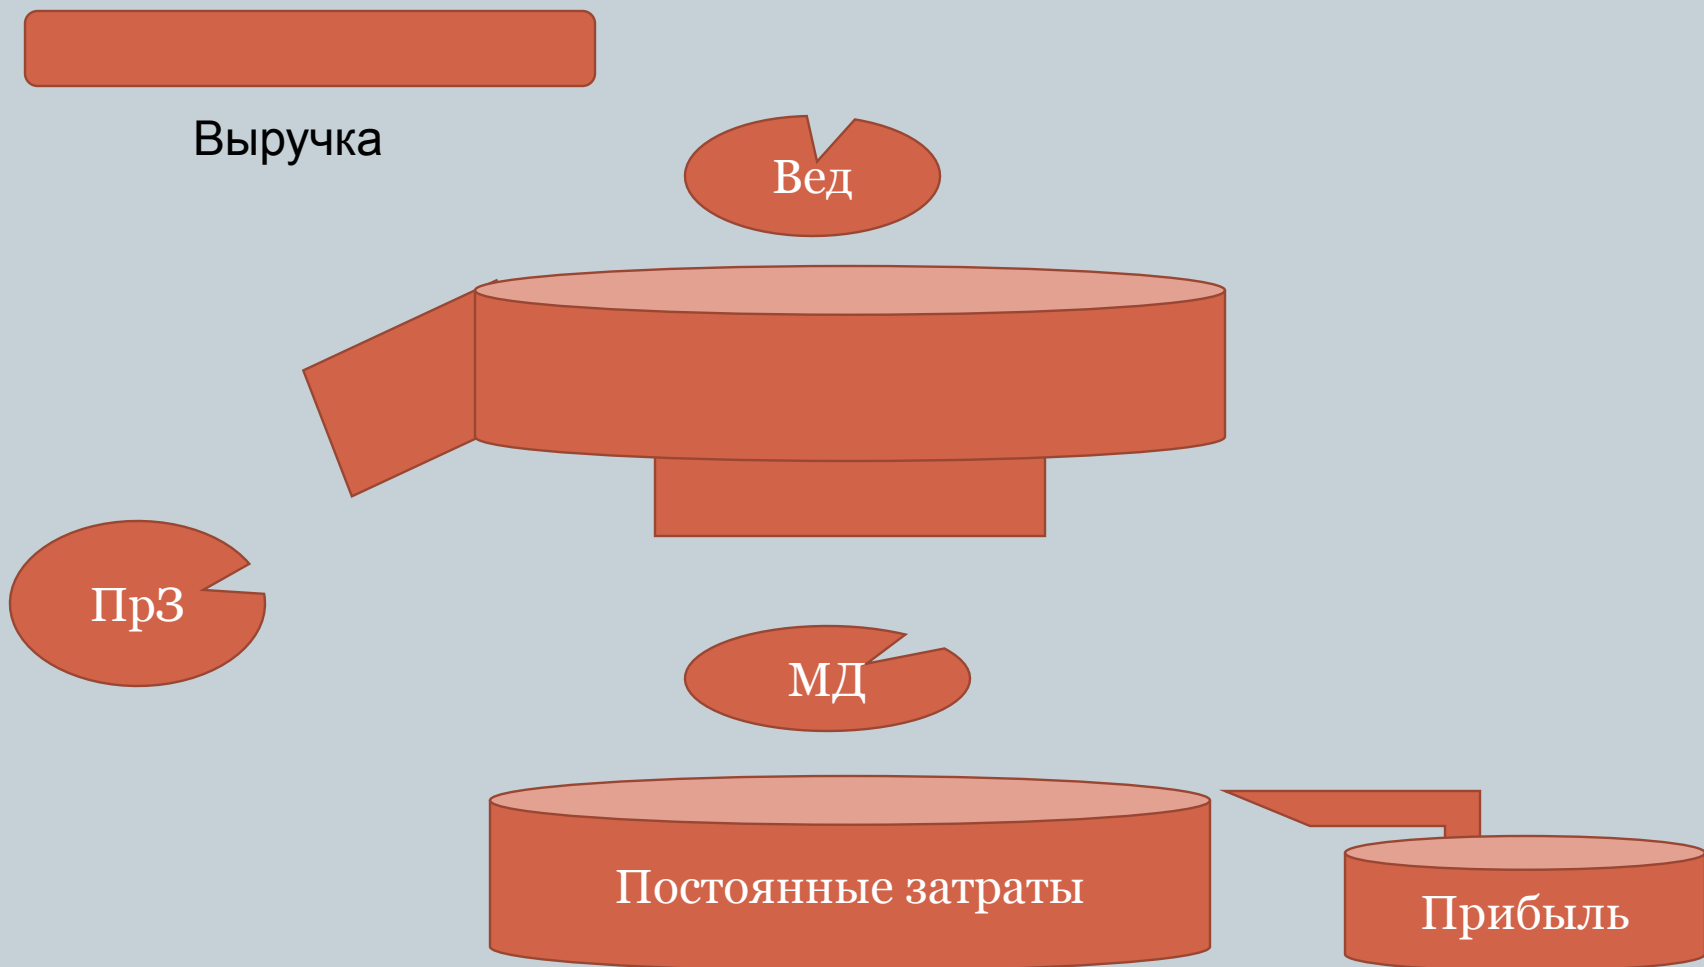 Выручка
Вед
ПрЗ
МД
Постоянные затраты
Прибыль